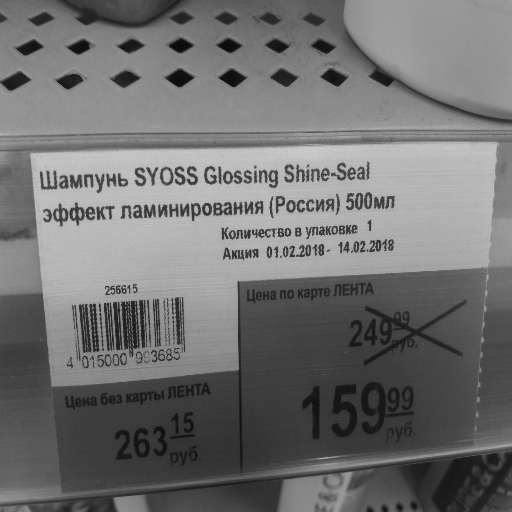 Шампунь SYOSS Glossing Shine-Seal
эффект ламинирования (Россия) 500мл
Количество в упаковке 1
Акция 01.02.2018 - 14.02.2018
256615
4 015000 993685
Цена по карте ЛЕНТА
249 99
руб.
159 99
руб.
Цена без карты ЛЕНТА
263 15
руб.